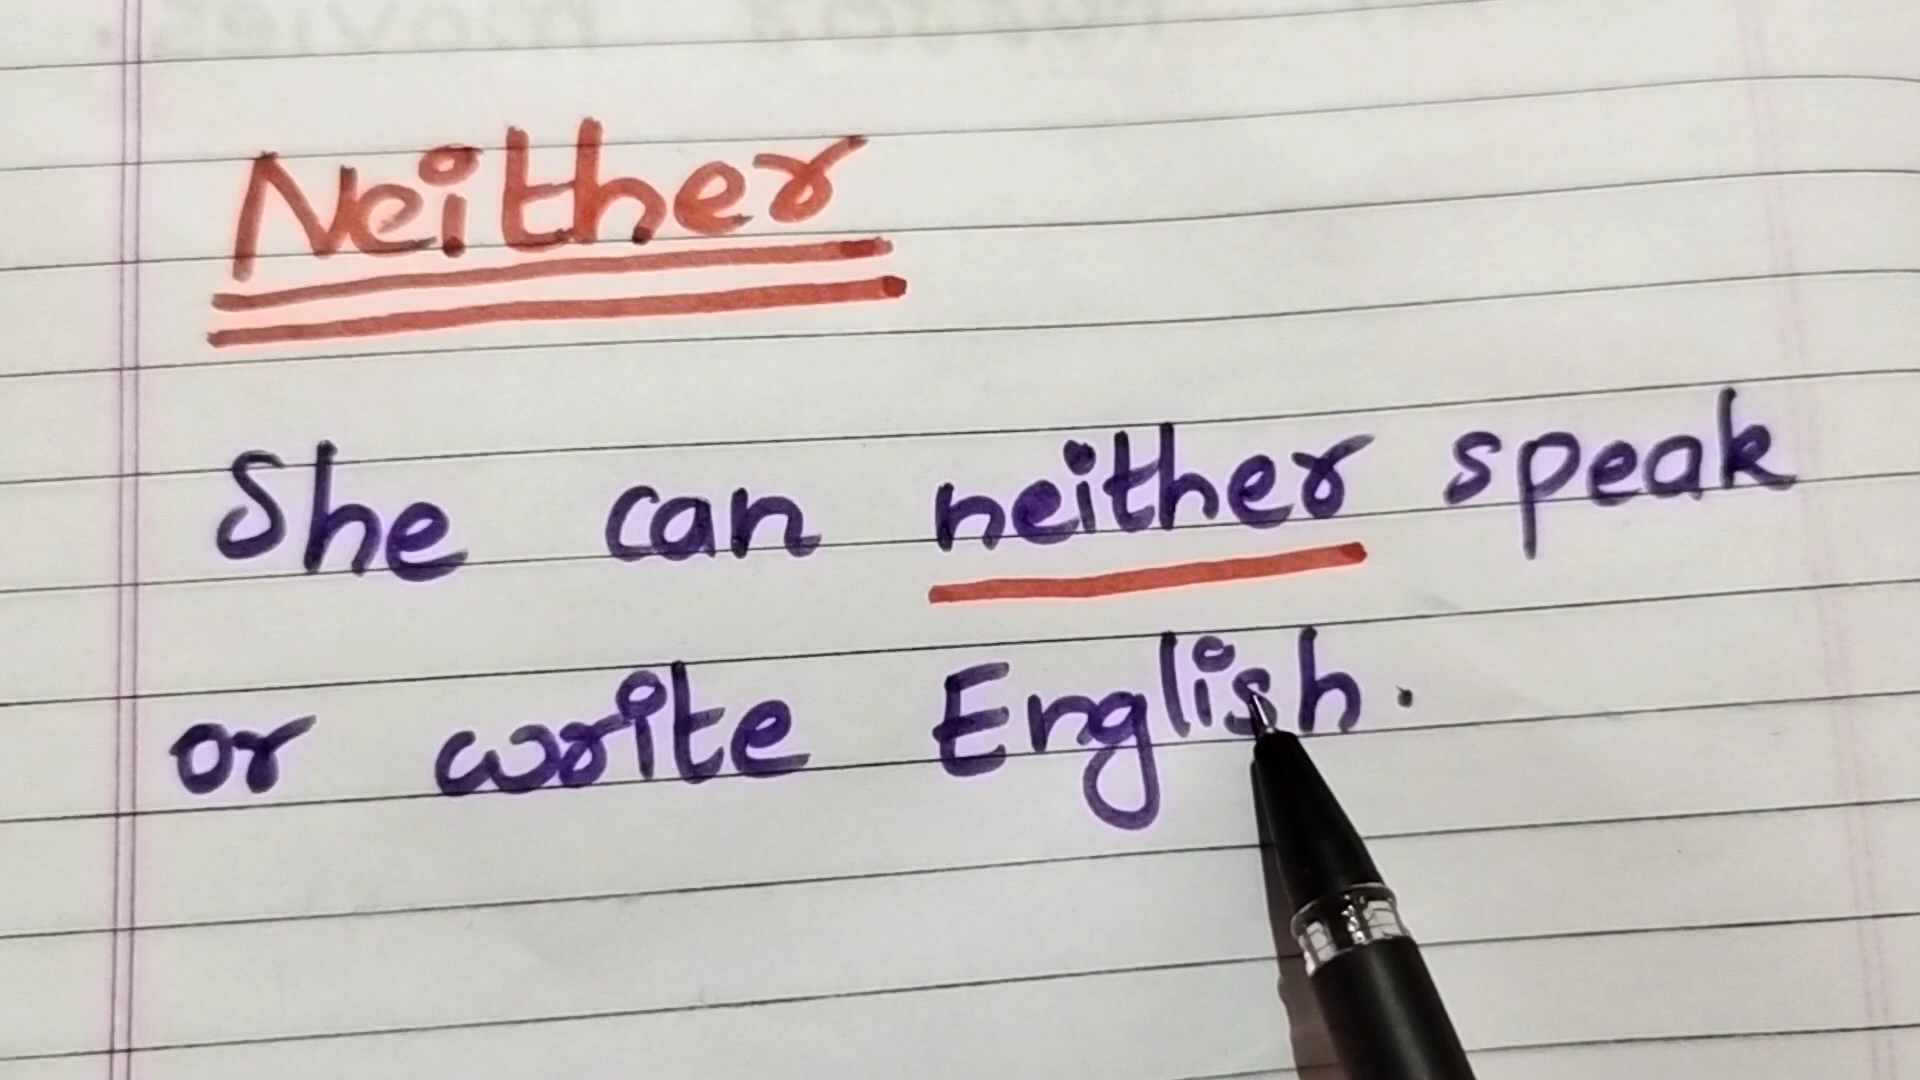 Neither
She can neither speak
or write English.